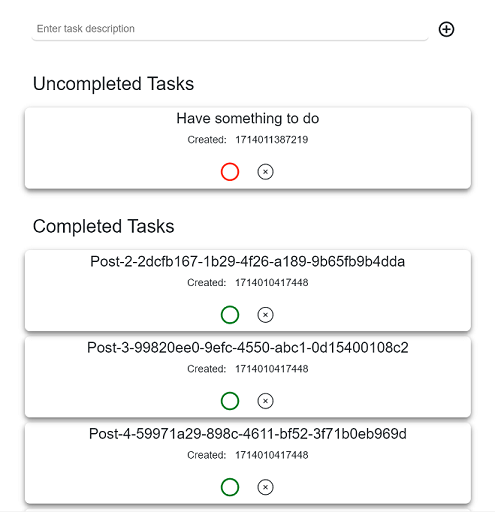 Enter task description
Uncompleted Tasks
Have something to do
Created: 1714011387219
Completed Tasks
Post-2-2dcfb167-1b29-4f26-a189-9b65fb9b4dda
Created: 1714010417448
Post-3-99820ee0-9efc-4550-abc1-0d15400108c2
Created: 1714010417448
Post-4-59971a29-898c-4611-bf52-3f71b0eb969d
Created: 1714010417448